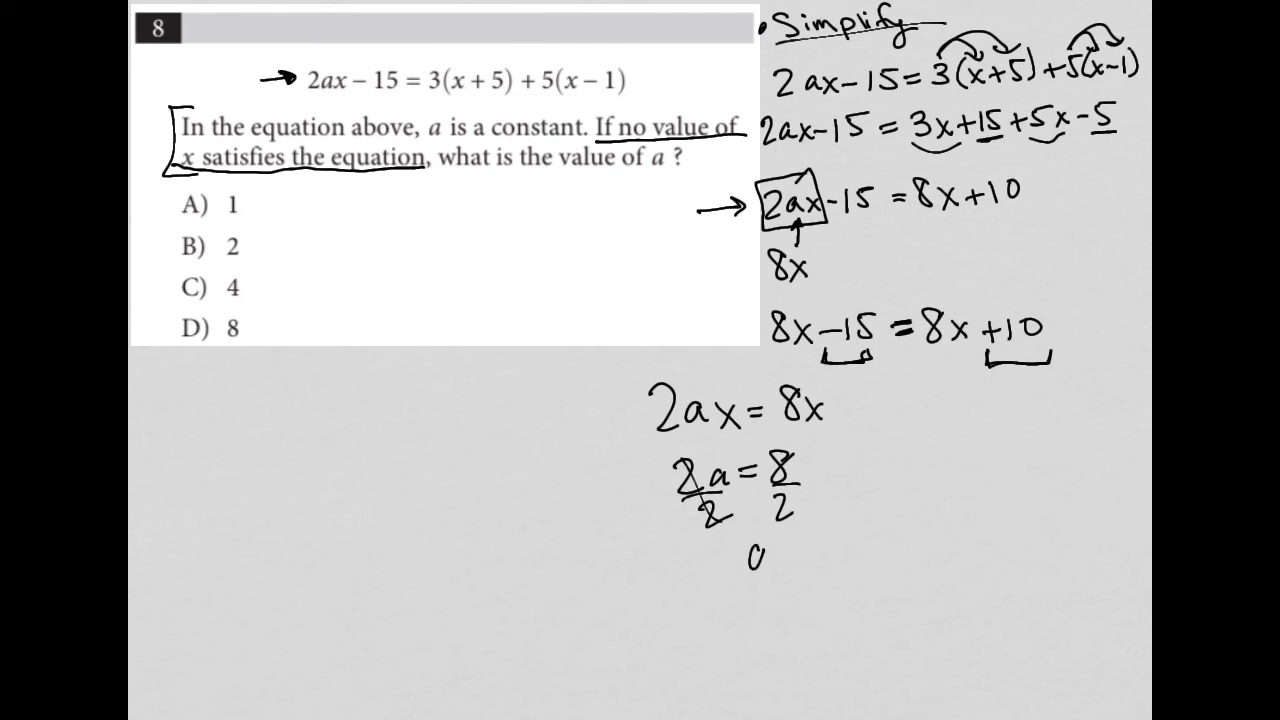 8
2ax − 15 = 3(x + 5) + 5(x − 1)
In the equation above, a is a constant. If no value of
x satisfies the equation, what is the value of a ?
A) 1
B) 2
C) 4
D) 8
• Simplify
2ax-15=3(x+5)+5(x-1)
2ax-15 = 3x+15+5x-5
2ax-15 = 8x+10
8x
8x-15 = 8x+10
2ax = 8x
2a = 8
2 2